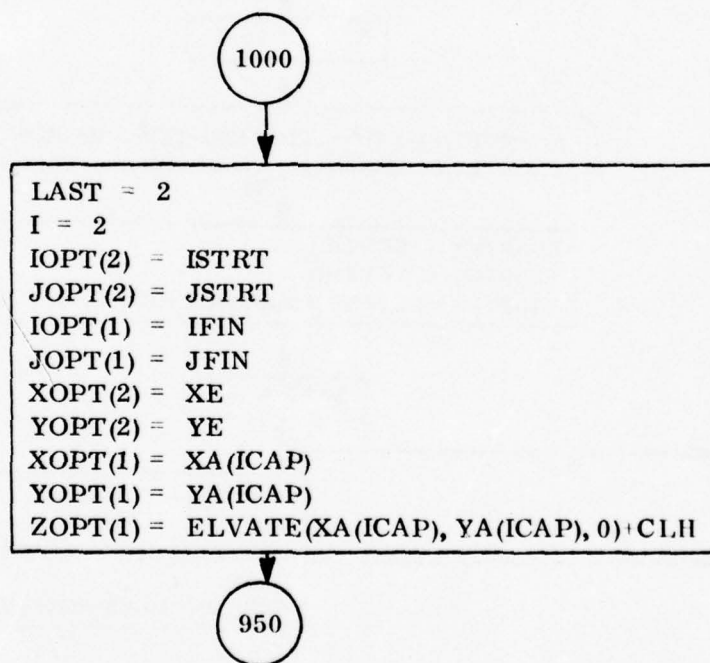 1000
LAST = 2
I = 2
IOPT(2) = ISTRT
JOPT(2) = JSTRT
IOPT(1) = IFIN
JOPT(1) = JFIN
XOPT(2) = XE
YOPT(2) = YE
XOPT(1) = XA(ICAP)
YOPT(1) = YA(ICAP)
ZOPT(1) = ELVATE(XA(ICAP), YA(ICAP), 0)+CLH
950